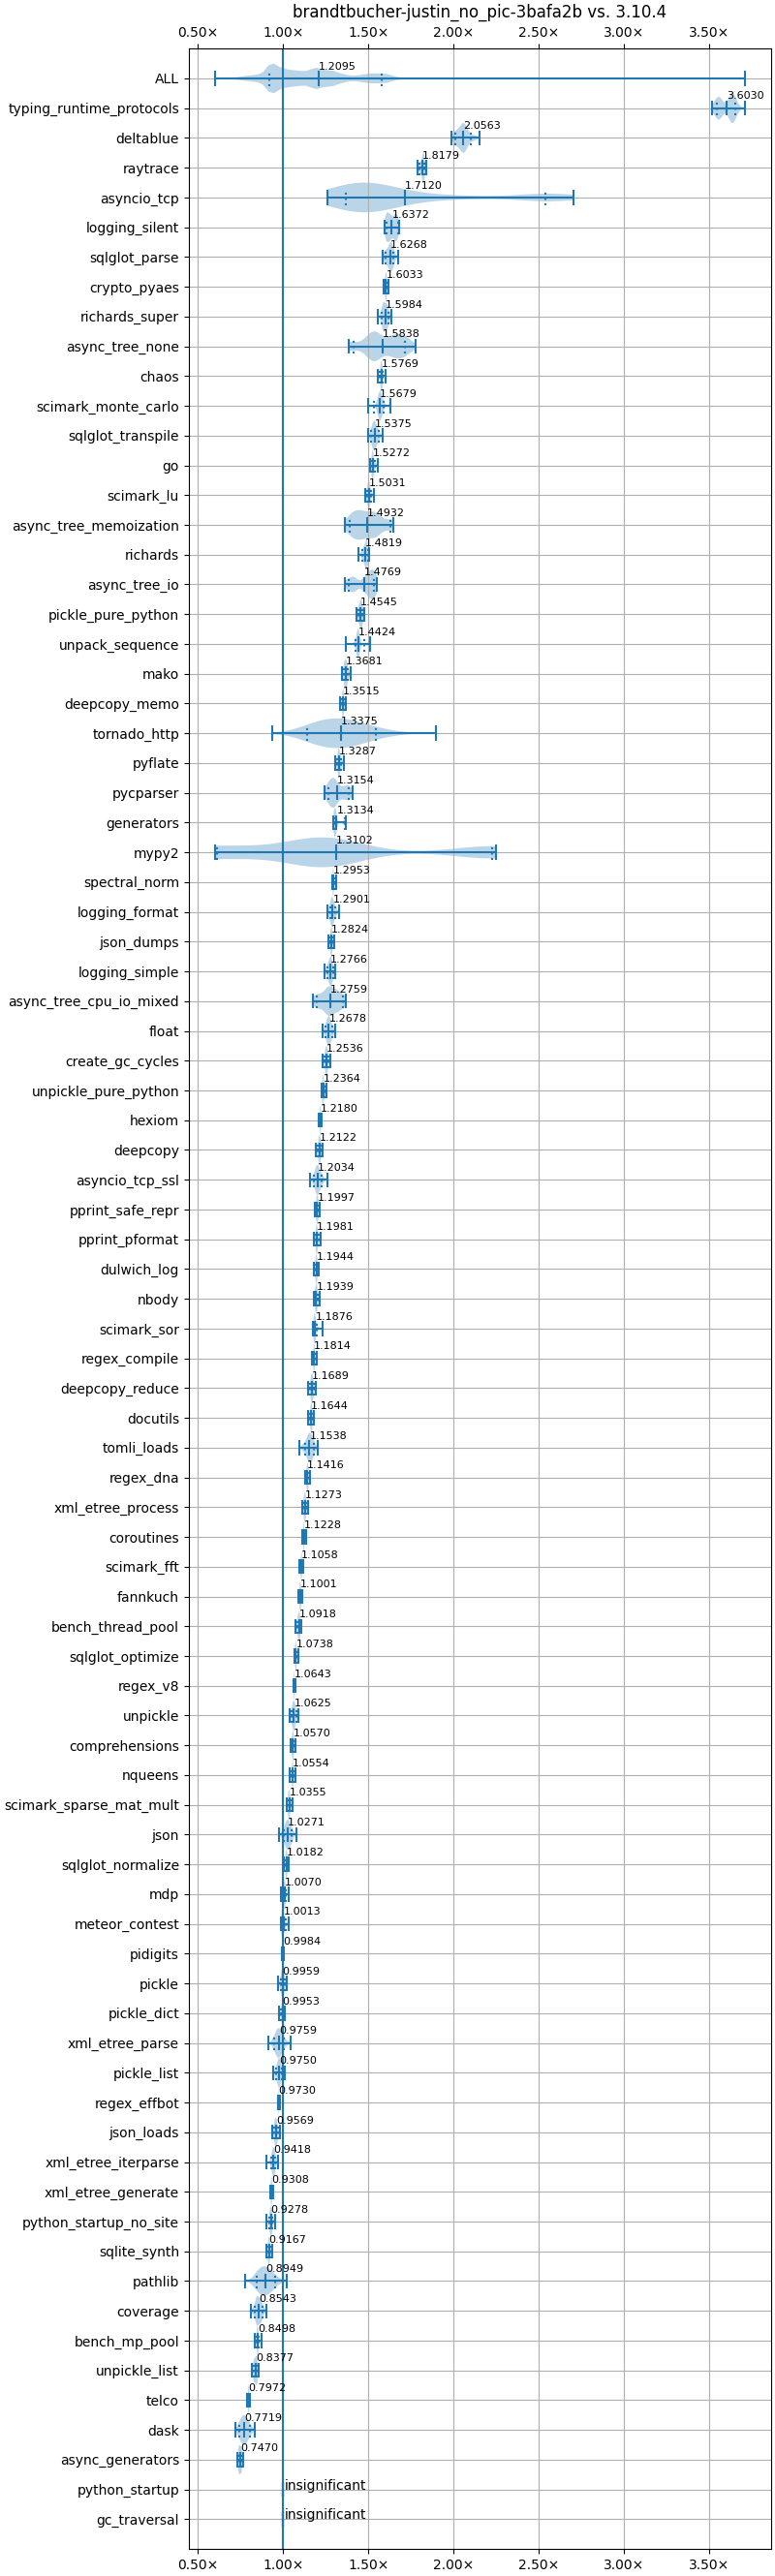 brandtbucher-justin_no_pic-3bafa2b vs. 3.10.4
0.50× 1.00× 1.50× 2.00× 2.50× 3.00× 3.50×
ALL 1.2095
typing_runtime_protocols 3.6030
deltablue 2.0563
raytrace 1.8179
asyncio_tcp 1.7120
logging_silent 1.6372
sqlglot_parse 1.6268
crypto_pyaes 1.6033
richards_super 1.5984
async_tree_none 1.5838
chaos 1.5769
scimark_monte_carlo 1.5679
sqlglot_transpile 1.5375
go 1.5272
scimark_lu 1.5031
async_tree_memoization 1.4932
richards 1.4819
async_tree_io 1.4769
pickle_pure_python 1.4545
unpack_sequence 1.4424
mako 1.3681
deepcopy_memo 1.3515
tornado_http 1.3375
pyflate 1.3287
pycparser 1.3154
generators 1.3134
mypy2 1.3102
spectral_norm 1.2953
logging_format 1.2901
json_dumps 1.2824
logging_simple 1.2766
async_tree_cpu_io_mixed 1.2759
float 1.2678
create_gc_cycles 1.2536
unpickle_pure_python 1.2364
hexiom 1.2180
deepcopy 1.2122
asyncio_tcp_ssl 1.2034
pprint_safe_repr 1.1997
pprint_pformat 1.1981
dulwich_log 1.1944
nbody 1.1939
scimark_sor 1.1876
regex_compile 1.1814
deepcopy_reduce 1.1689
docutils 1.1644
tomli_loads 1.1538
regex_dna 1.1416
xml_etree_process 1.1273
coroutines 1.1228
scimark_fft 1.1058
fannkuch 1.1001
bench_thread_pool 1.0918
sqlglot_optimize 1.0738
regex_v8 1.0643
unpickle 1.0625
comprehensions 1.0570
nqueens 1.0554
scimark_sparse_mat_mult 1.0355
json 1.0271
sqlglot_normalize 1.0182
mdp 1.0070
meteor_contest 1.0013
pidigits 0.9984
pickle 0.9959
pickle_dict 0.9953
xml_etree_parse 0.9759
pickle_list 0.9750
regex_effbot 0.9730
json_loads 0.9569
xml_etree_iterparse 0.9418
xml_etree_generate 0.9308
python_startup_no_site 0.9278
sqlite_synth 0.9167
pathlib 0.8949
coverage 0.8543
bench_mp_pool 0.8498
unpickle_list 0.8377
telco 0.7972
dask 0.7719
async_generators 0.7470
python_startup insignificant
gc_traversal insignificant
0.50× 1.00× 1.50× 2.00× 2.50× 3.00× 3.50×